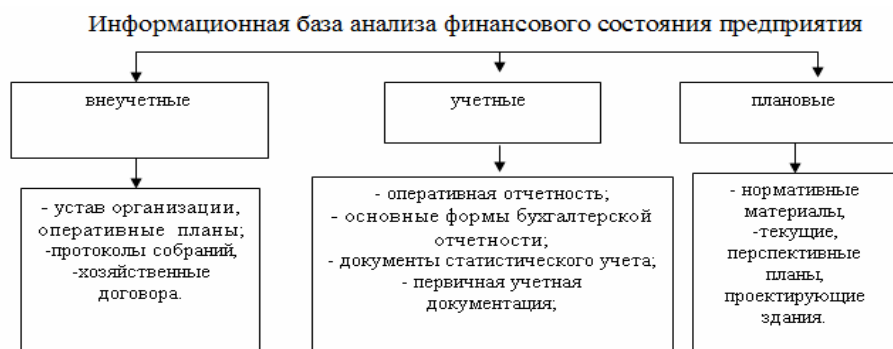 Информационная база анализа финансового состояния предприятия
внеучетные
учетные
плановые
- устав организации,
оперативные планы;
-протоколы собраний,
-хозяйственные
договора.
- оперативная отчетность;
- основные формы бухгалтерской
отчетности;
- документы статистического учета;
- первичная учетная
документация;
- нормативные
материалы,
-текущие,
перспективные
планы,
проектирующие
здания.